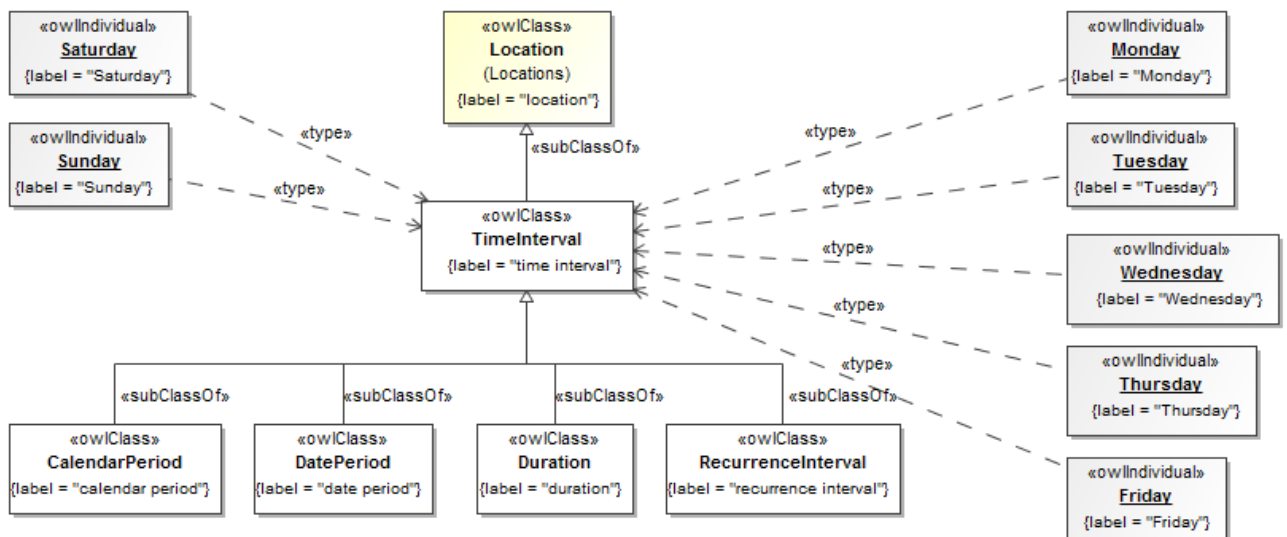 «owlIndividual»
Saturday
{label = "Saturday"}
«owlClass»
Location
(Locations)
{label = "location"}
«owlIndividual»
Monday
{label = "Monday"}
«owlIndividual»
Sunday
{label = "Sunday"}
«type»
«type»
«subClassOf»
«type»
«owlIndividual»
Tuesday
{label = "Tuesday"}
«type»
«owlClass»
TimeInterval
{label = "time interval"}
«type»
«owlIndividual»
Wednesday
{label = "Wednesday"}
«type»
«type»
«owlIndividual»
Thursday
{label = "Thursday"}
«subClassOf»
«subClassOf»
«subClassOf»
«subClassOf»
«owlClass»
CalendarPeriod
{label = "calendar period"}
«owlClass»
DatePeriod
{label = "date period"}
«owlClass»
Duration
{label = "duration"}
«owlClass»
RecurrenceInterval
{label = "recurrence interval"}
«owlIndividual»
Friday
{label = "Friday"}